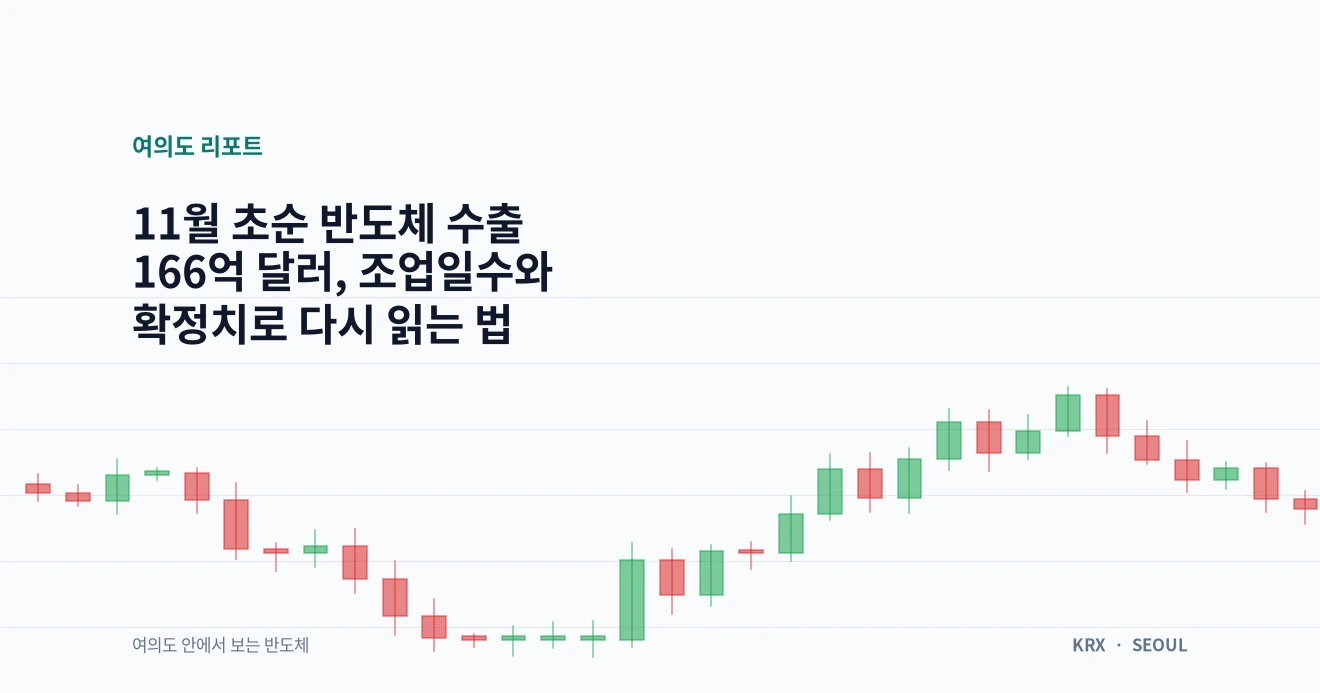 여의도 리포트
11월 초순 반도체 수출
166억 달러, 조업일수와
확정치로 다시 읽는 법
여의도 안에서 보는 반도체
KRX · SEOUL